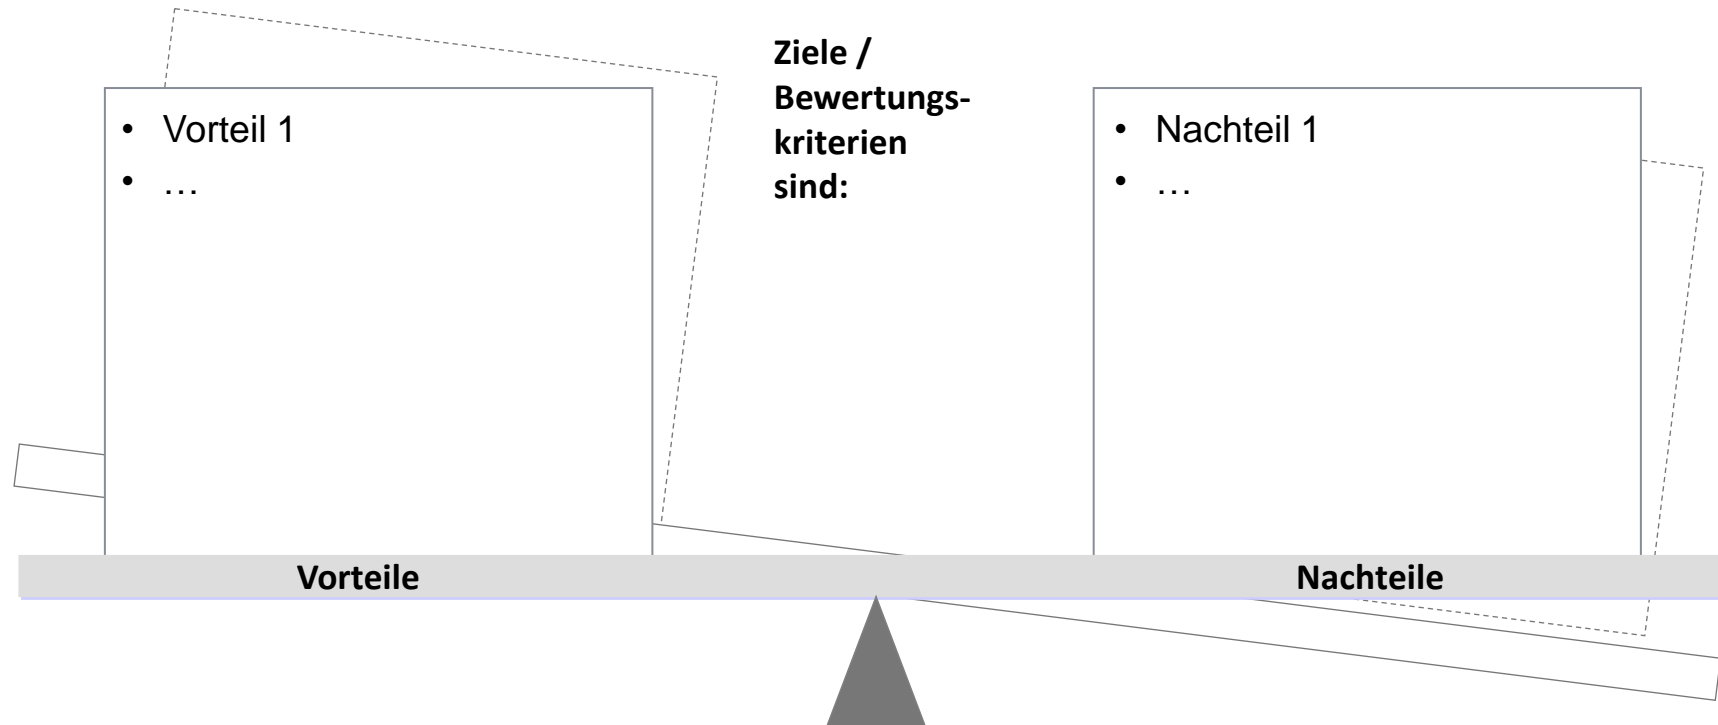 Ziele /
Bewertungs-
kriterien
sind:
• Vorteil 1
• …
• Nachteil 1
• …
Vorteile
Nachteile